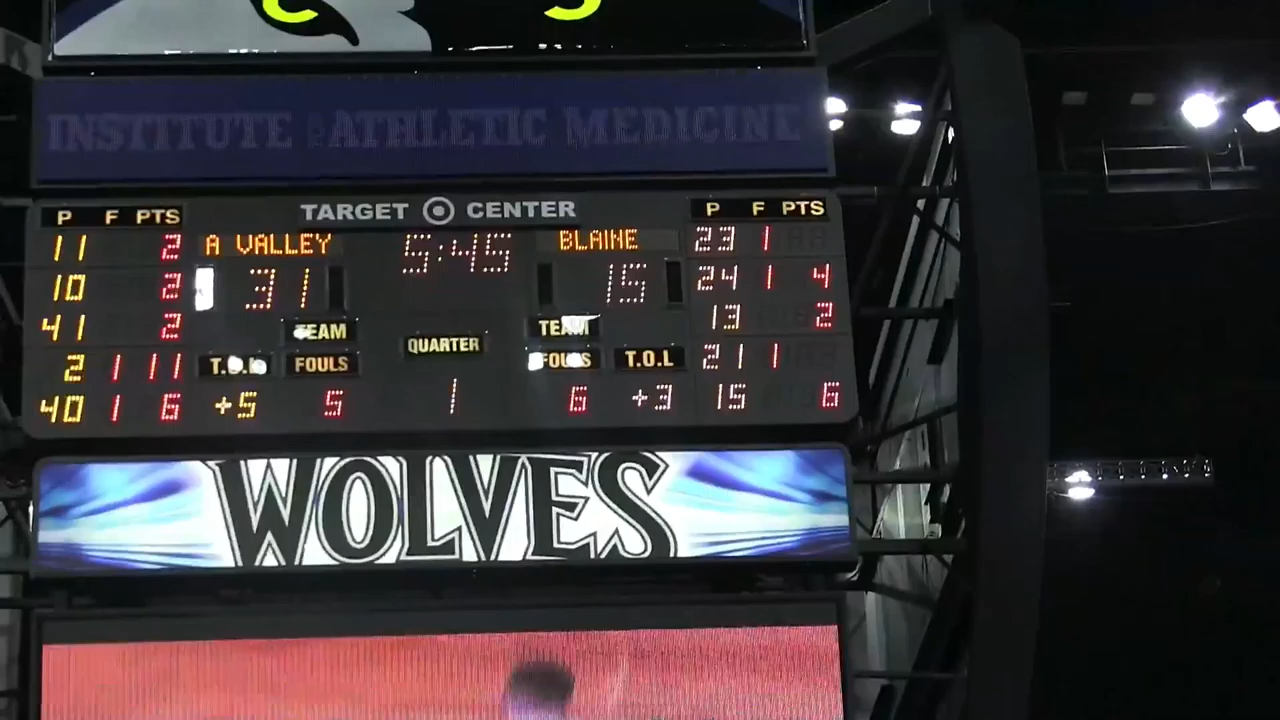 INSTITUTE OF ATHLETIC MEDICINE
TARGET CENTER
P F PTS
11 2
10 2
41 2
2 1 11
40 1 6
A VALLEY 5:45 BLAINE
31 15
TEAM FOULS
T.O.L
QUARTER
TEAM FOULS
T.O.L
+5 5 1 6 +3
P F PTS
23 1
24 1 4
13 2
21 1
15 6
WOLVES